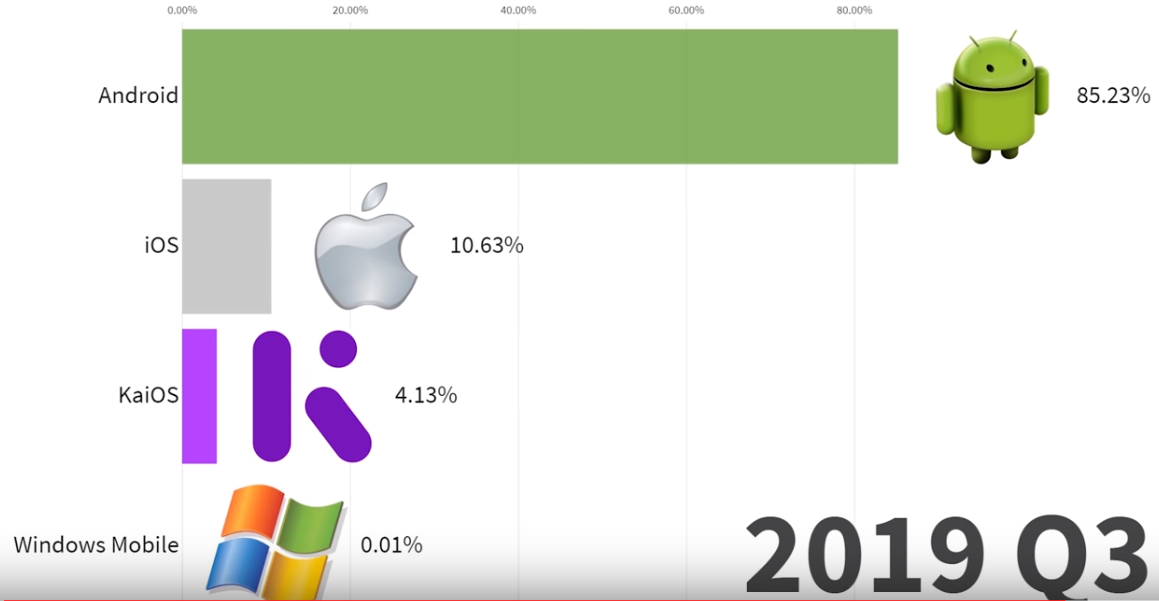 0.00% 20.00% 40.00% 60.00% 80.00%
Android 85.23%
iOS 10.63%
KaiOS 4.13%
Windows Mobile 0.01%
2019 Q3